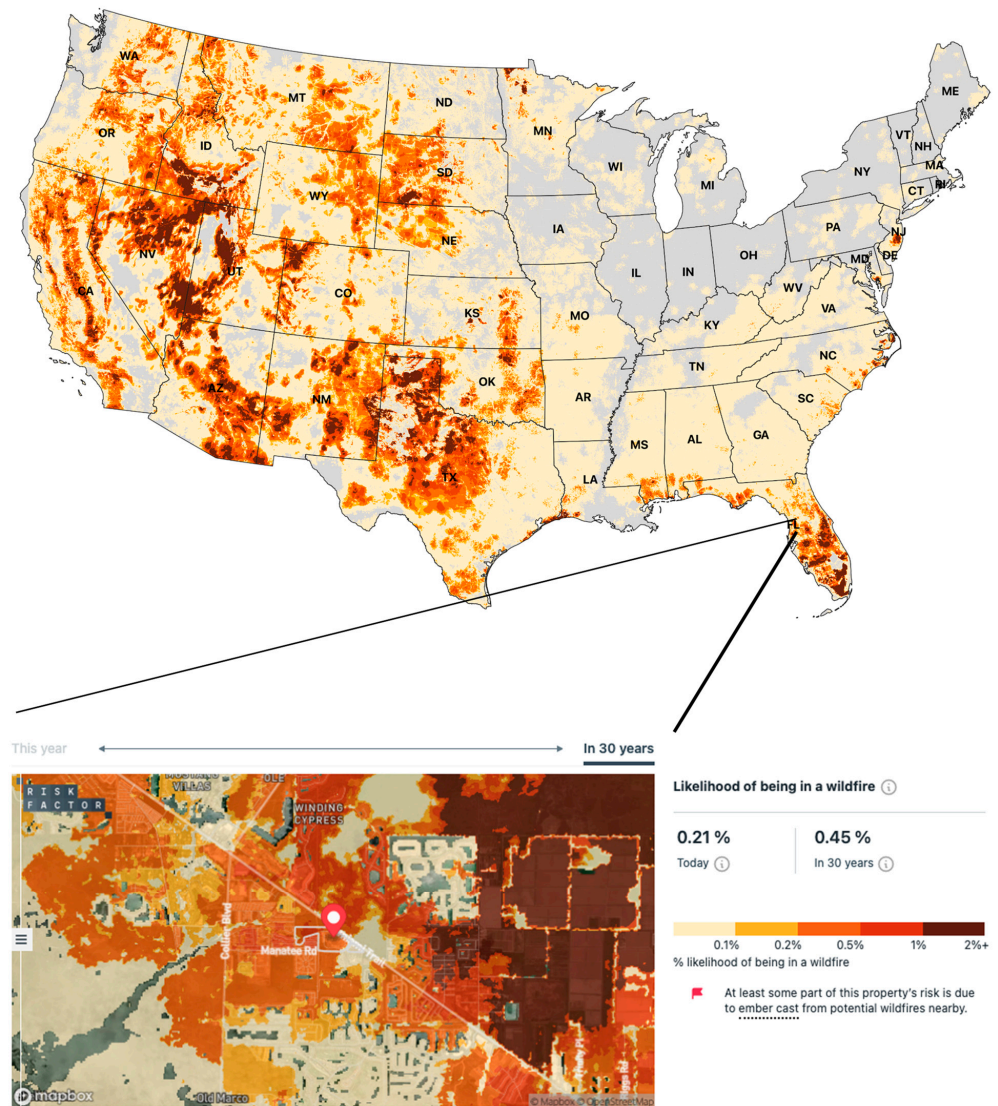 WA
MT
ND
MN
ME
VT
NH
OR
ID
SD
WI
NY
MA
WY
MI
CT
RI
NE
IA
PA
NJ
NV
UT
IL
IN
OH
MD
DE
CA
CO
WV
KS
MO
KY
VA
AZ
NM
OK
TN
NC
AR
SC
MS
AL
GA
TX
LA
FL
This year
In 30 years
RISK
FACTOR
VILLAS
OLE
WINDING
CYPRESS
Collier Blvd
Manatee Rd
Trail
Old Marco
mapbox
© Mapbox © OpenStreetMap
Likelihood of being in a wildfire
0.21 %
0.45 %
Today
In 30 years
0.1%
0.2%
0.5%
1%
2%+
% likelihood of being in a wildfire
At least some part of this property's risk is due
to ember cast from potential wildfires nearby.